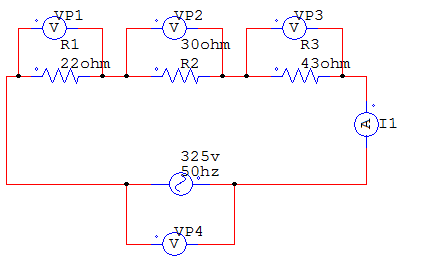 VP1
VP2
VP3
V
V
V
R1
30ohm
R3
22ohm
R2
43ohm
A
I1
325v
50hz
VP4
V